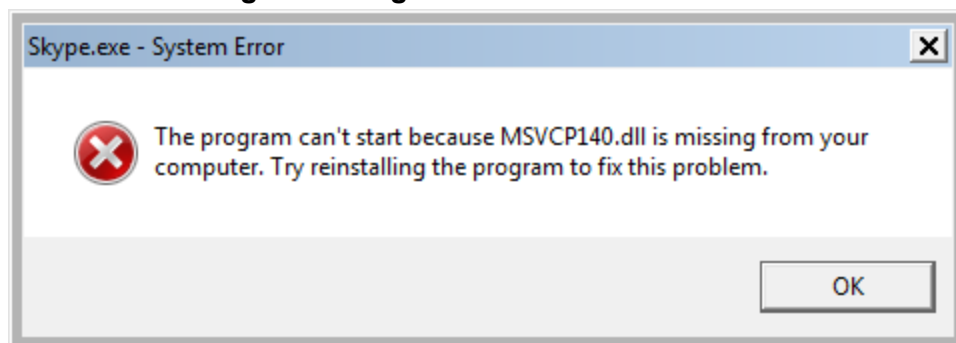 Skype.exe - System Error
The program can't start because MSVCP140.dll is missing from your
computer. Try reinstalling the program to fix this problem.
OK